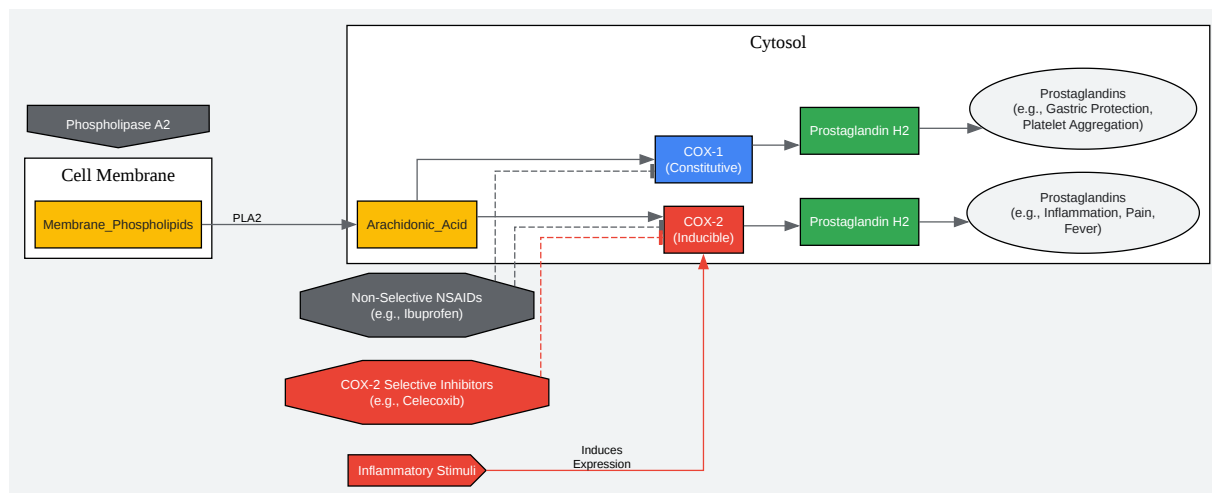 Cytosol
Phospholipase A2
Cell Membrane
Membrane_Phospholipids
PLA2
Arachidonic_Acid
COX-1
(Constitutive)
COX-2
(Inducible)
Prostaglandin H2
Prostaglandin H2
Prostaglandins
(e.g., Gastric Protection,
Platelet Aggregation)
Prostaglandins
(e.g., Inflammation, Pain,
Fever)
Non-Selective NSAIDs
(e.g., Ibuprofen)
COX-2 Selective Inhibitors
(e.g., Celecoxib)
Inflammatory Stimuli
Induces
Expression